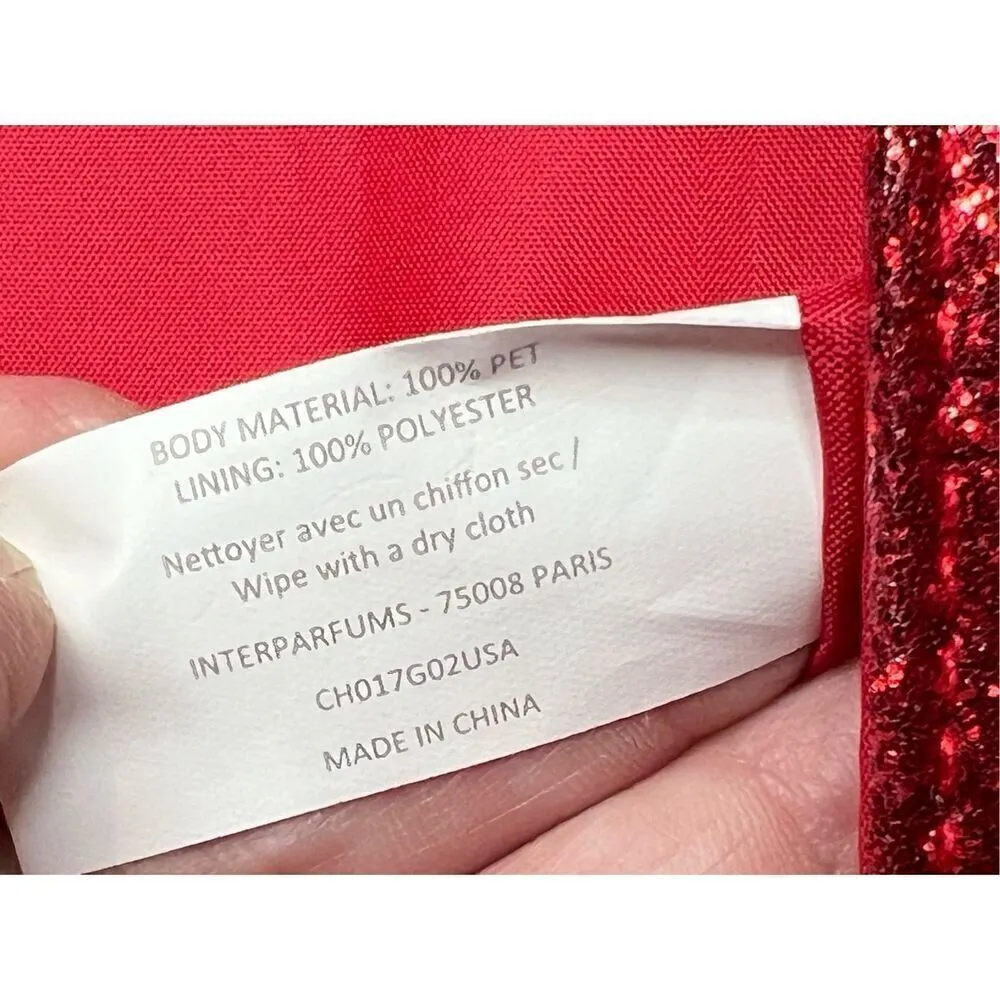 BODY MATERIAL: 100% PET
LINING: 100% POLYESTER
Nettoyer avec un chiffon sec /
Wipe with a dry cloth
INTERPARFUMS - 75008 PARIS
CH017G02USA
MADE IN CHINA